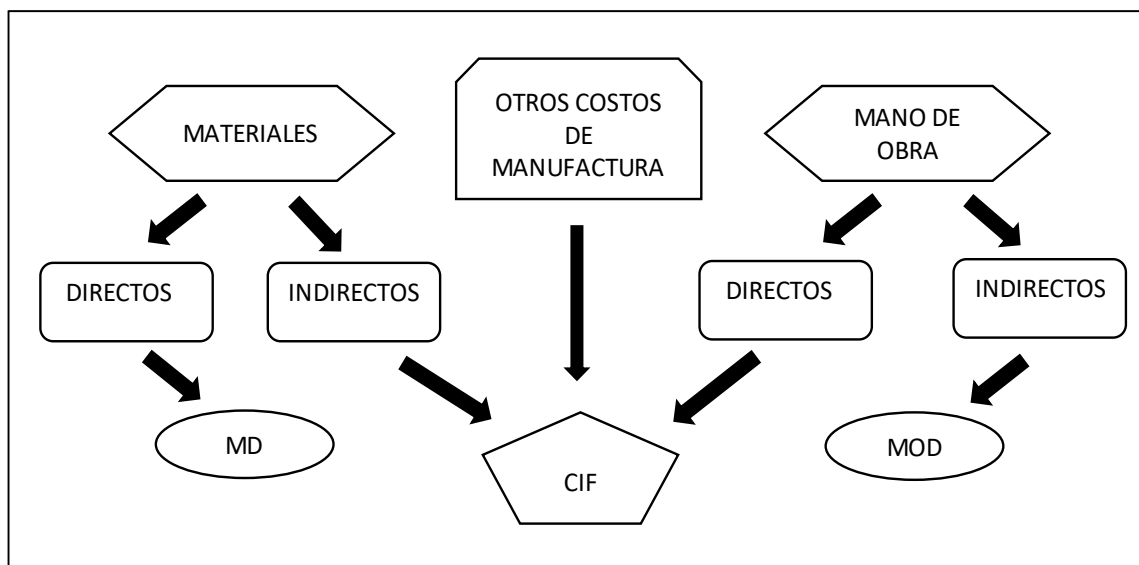 MATERIALES
OTROS COSTOS
DE
MANUFACTURA
MANO DE
OBRA
DIRECTOS
INDIRECTOS
DIRECTOS
INDIRECTOS
MD
CIF
MOD